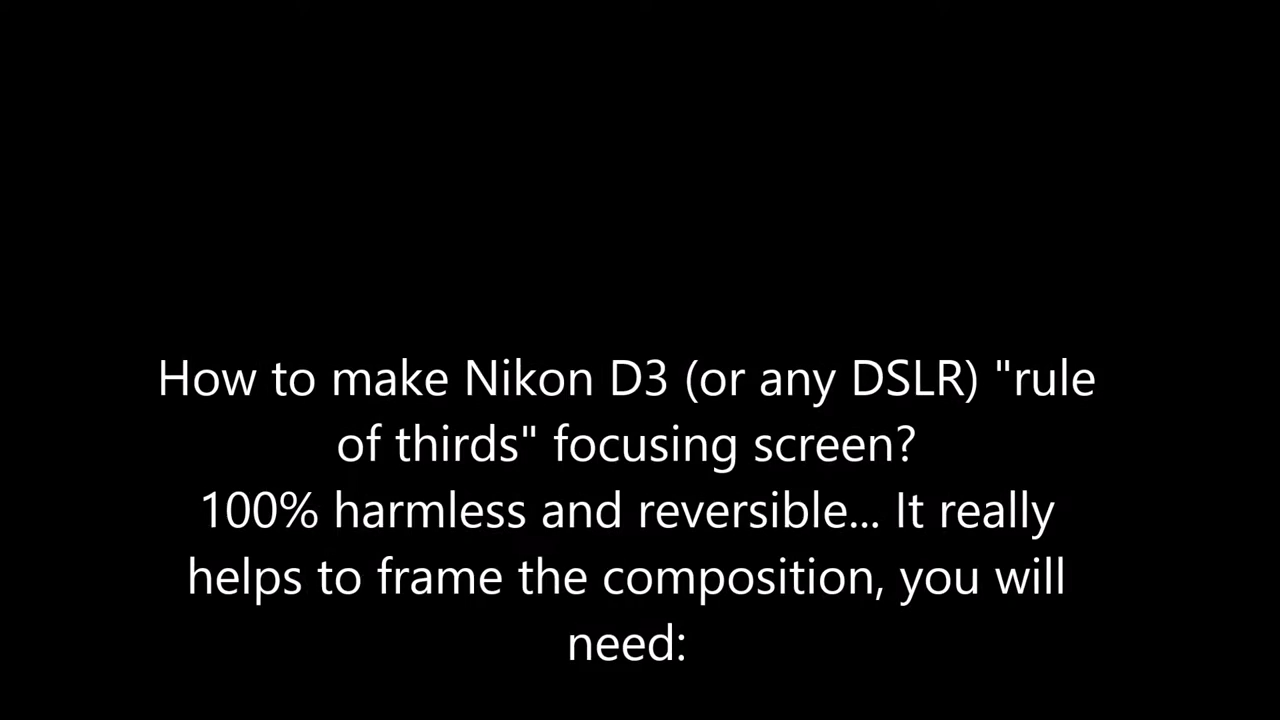 How to make Nikon D3 (or any DSLR) "rule
of thirds" focusing screen?
100% harmless and reversible... It really
helps to frame the composition, you will
need: